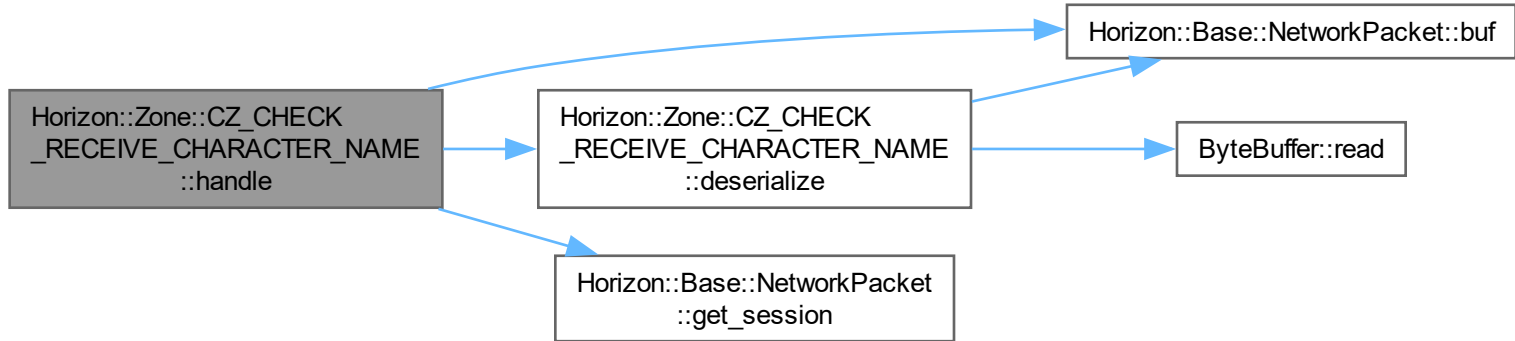 Horizon::Base::NetworkPacket::buf
Horizon::Zone::CZ_CHECK
_RECEIVE_CHARACTER_NAME
::handle
Horizon::Zone::CZ_CHECK
_RECEIVE_CHARACTER_NAME
::deserialize
ByteBuffer::read
Horizon::Base::NetworkPacket
::get_session